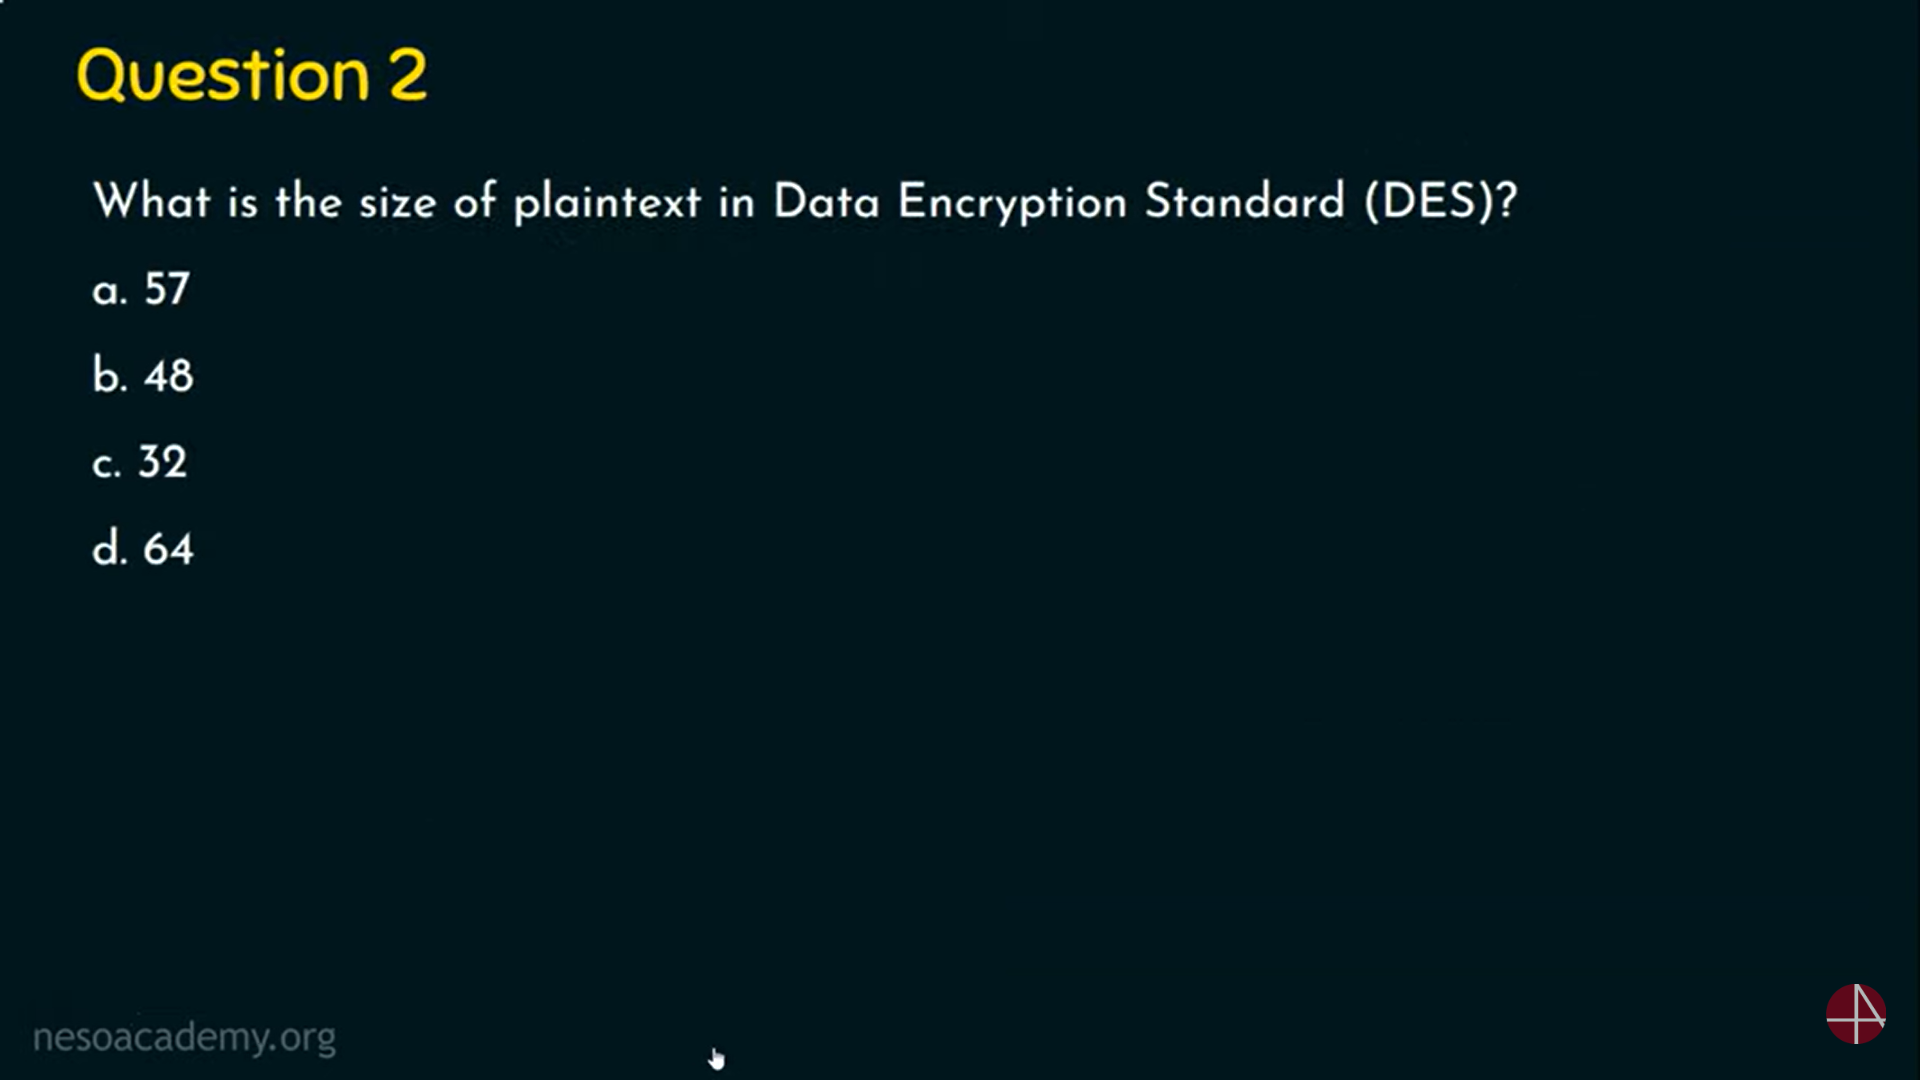 Question 2
What is the size of plaintext in Data Encryption Standard (DES)?
a. 57
b. 48
c. 32
d. 64
nesoacademy.org